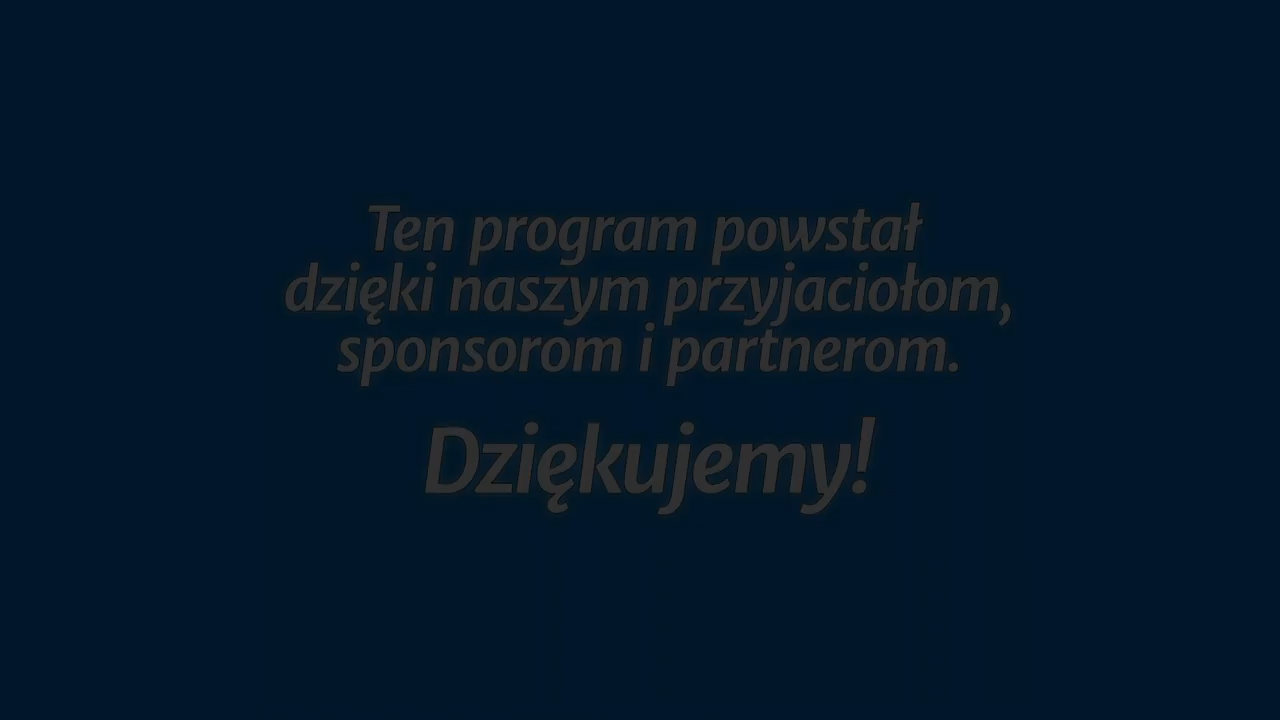 Ten program powstał
dzięki naszym przyjaciołom,
sponsorom i partnerom.
Dziękujemy!